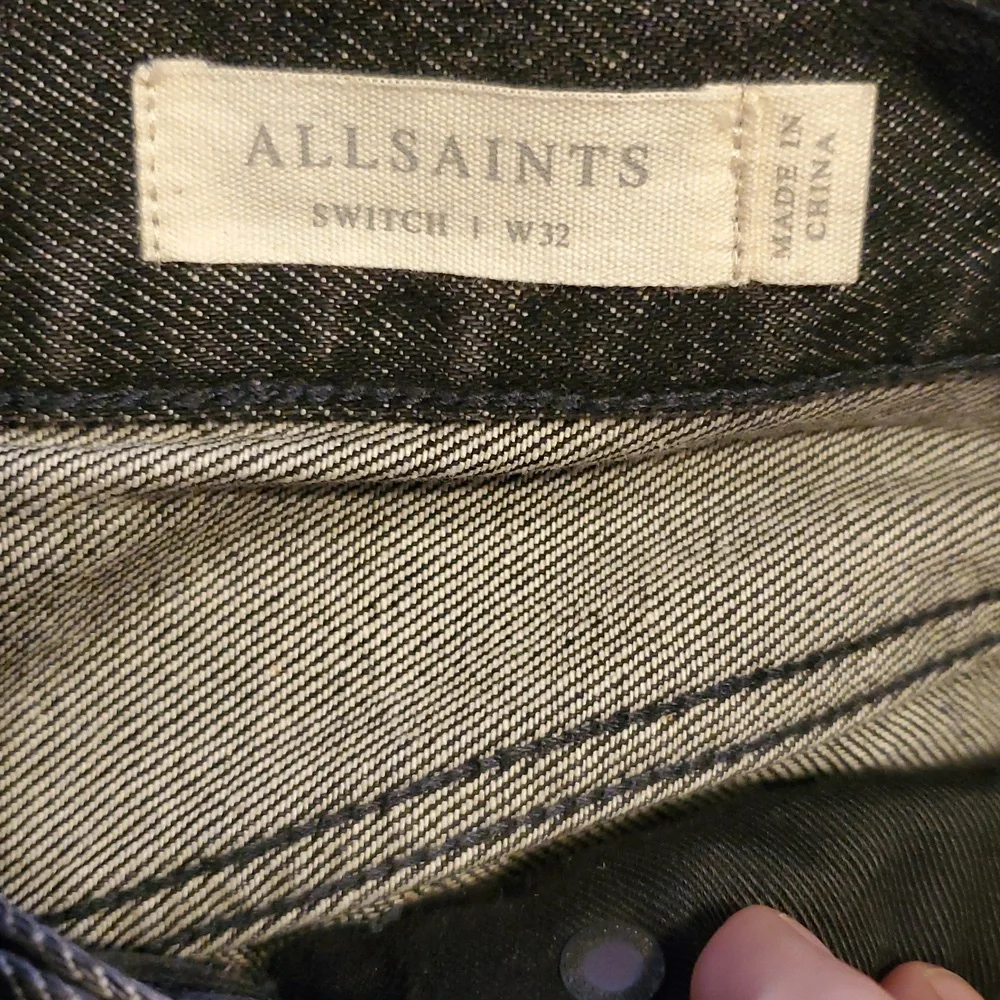 ALLSAINTS
SWITCH | W32
MADE IN
CHINA